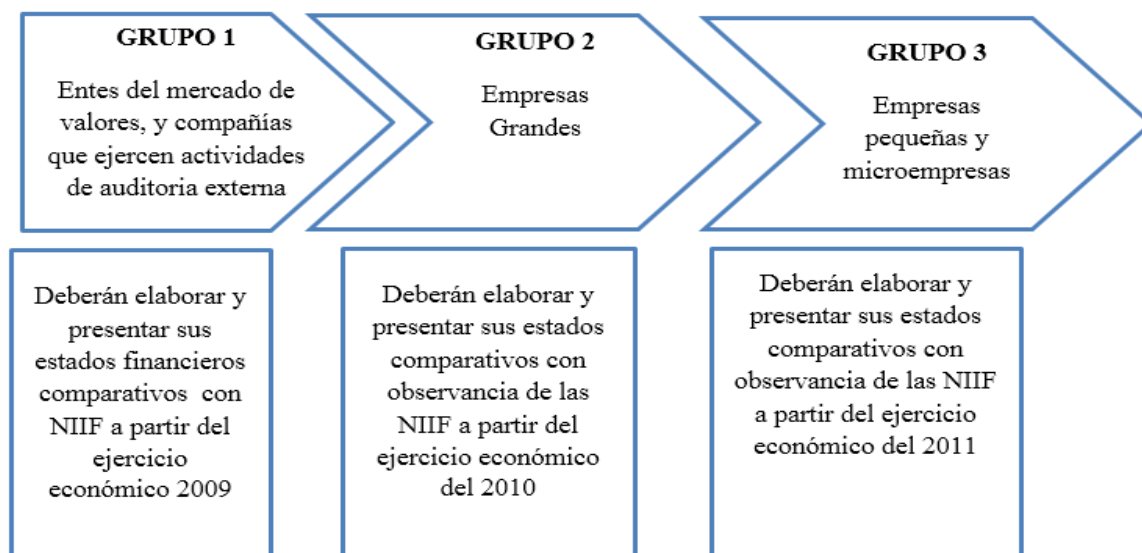 GRUPO 1
Entes del mercado de
valores, y compañías
que ejercen actividades
de auditoria externa
GRUPO 2
Empresas
Grandes
GRUPO 3
Empresas
pequeñas y
microempresas
Deberán elaborar y
presentar sus
estados financieros
comparativos con
NIIF a partir del
ejercicio
económico 2009
Deberán elaborar y
presentar sus estados
comparativos con
observancia de las
NIIF a partir del
ejercicio económico
del 2010
Deberán elaborar y
presentar sus estados
comparativos con
observancia de las NIIF
a partir del ejercicio
económico del 2011